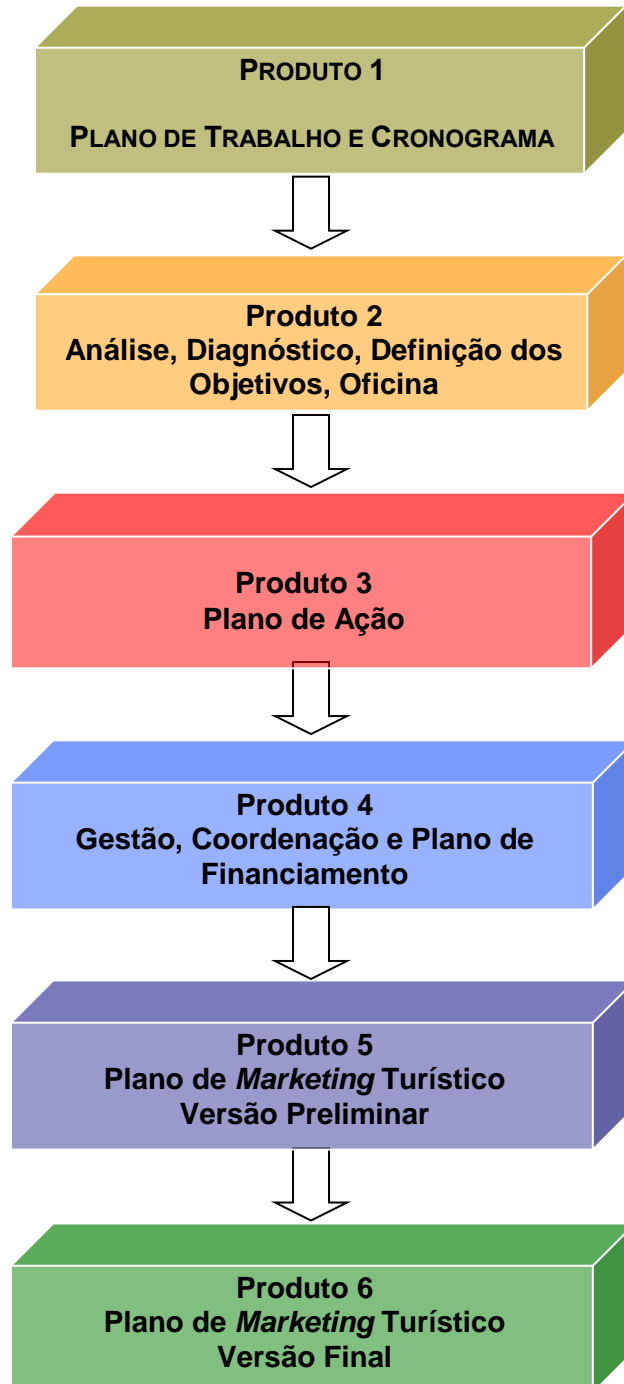 PRODUTO 1
PLANO DE TRABALHO E CRONOGRAMA
Produto 2
Análise, Diagnóstico, Definição dos
Objetivos, Oficina
Produto 3
Plano de Ação
Produto 4
Gestão, Coordenação e Plano de
Financiamento
Produto 5
Plano de Marketing Turístico
Versão Preliminar
Produto 6
Plano de Marketing Turístico
Versão Final